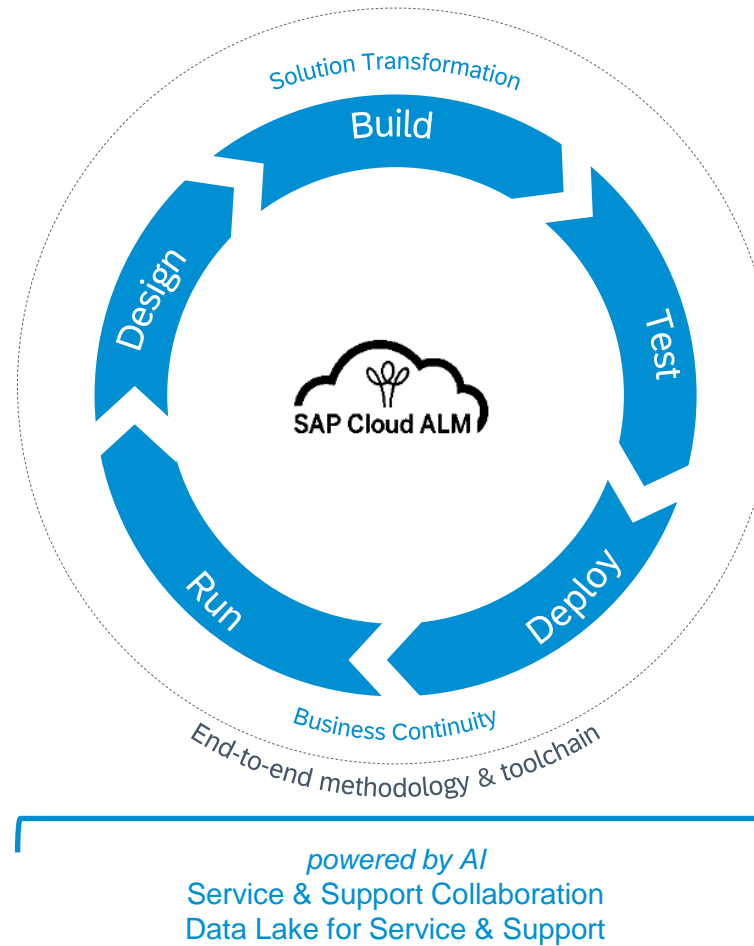 Solution Transformation
Build
Design
Test
SAP Cloud ALM
Run
Deploy
Business Continuity
End-to-end methodology & toolchain
powered by AI
Service & Support Collaboration
Data Lake for Service & Support